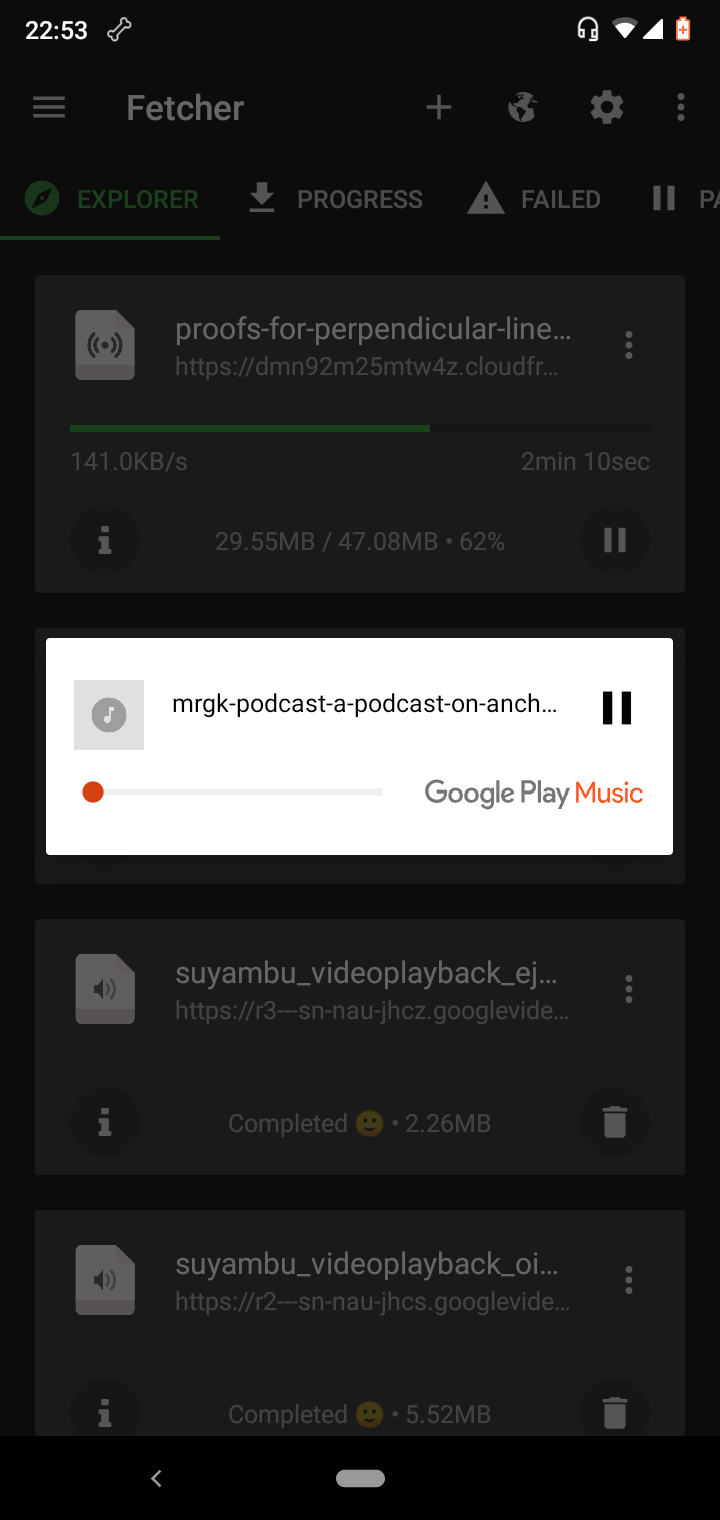 22:53
Fetcher
EXPLORER PROGRESS FAILED PA
proofs-for-perpendicular-line...
https://dmn92m25mtw4z.cloudfr...
141.0KB/s 2min 10sec
29.55MB / 47.08MB • 62%
mrgk-podcast-a-podcast-on-anch...
Google Play Music
suyambu_videoplayback_ej...
https://r3---sn-nau-jhcz.googlevide...
Completed 🙂 • 2.26MB
suyambu_videoplayback_oi...
https://r2---sn-nau-jhcs.googlevide...
Completed 🙂 • 5.52MB